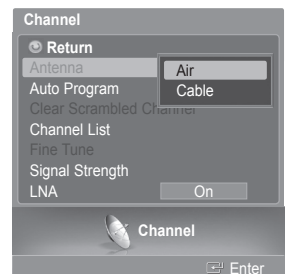 Channel
Return
Antenna
Air
Auto Program
Cable
Clear Scrambled Channel
Channel List
Fine Tune
Signal Strength
LNA On
Channel
Enter